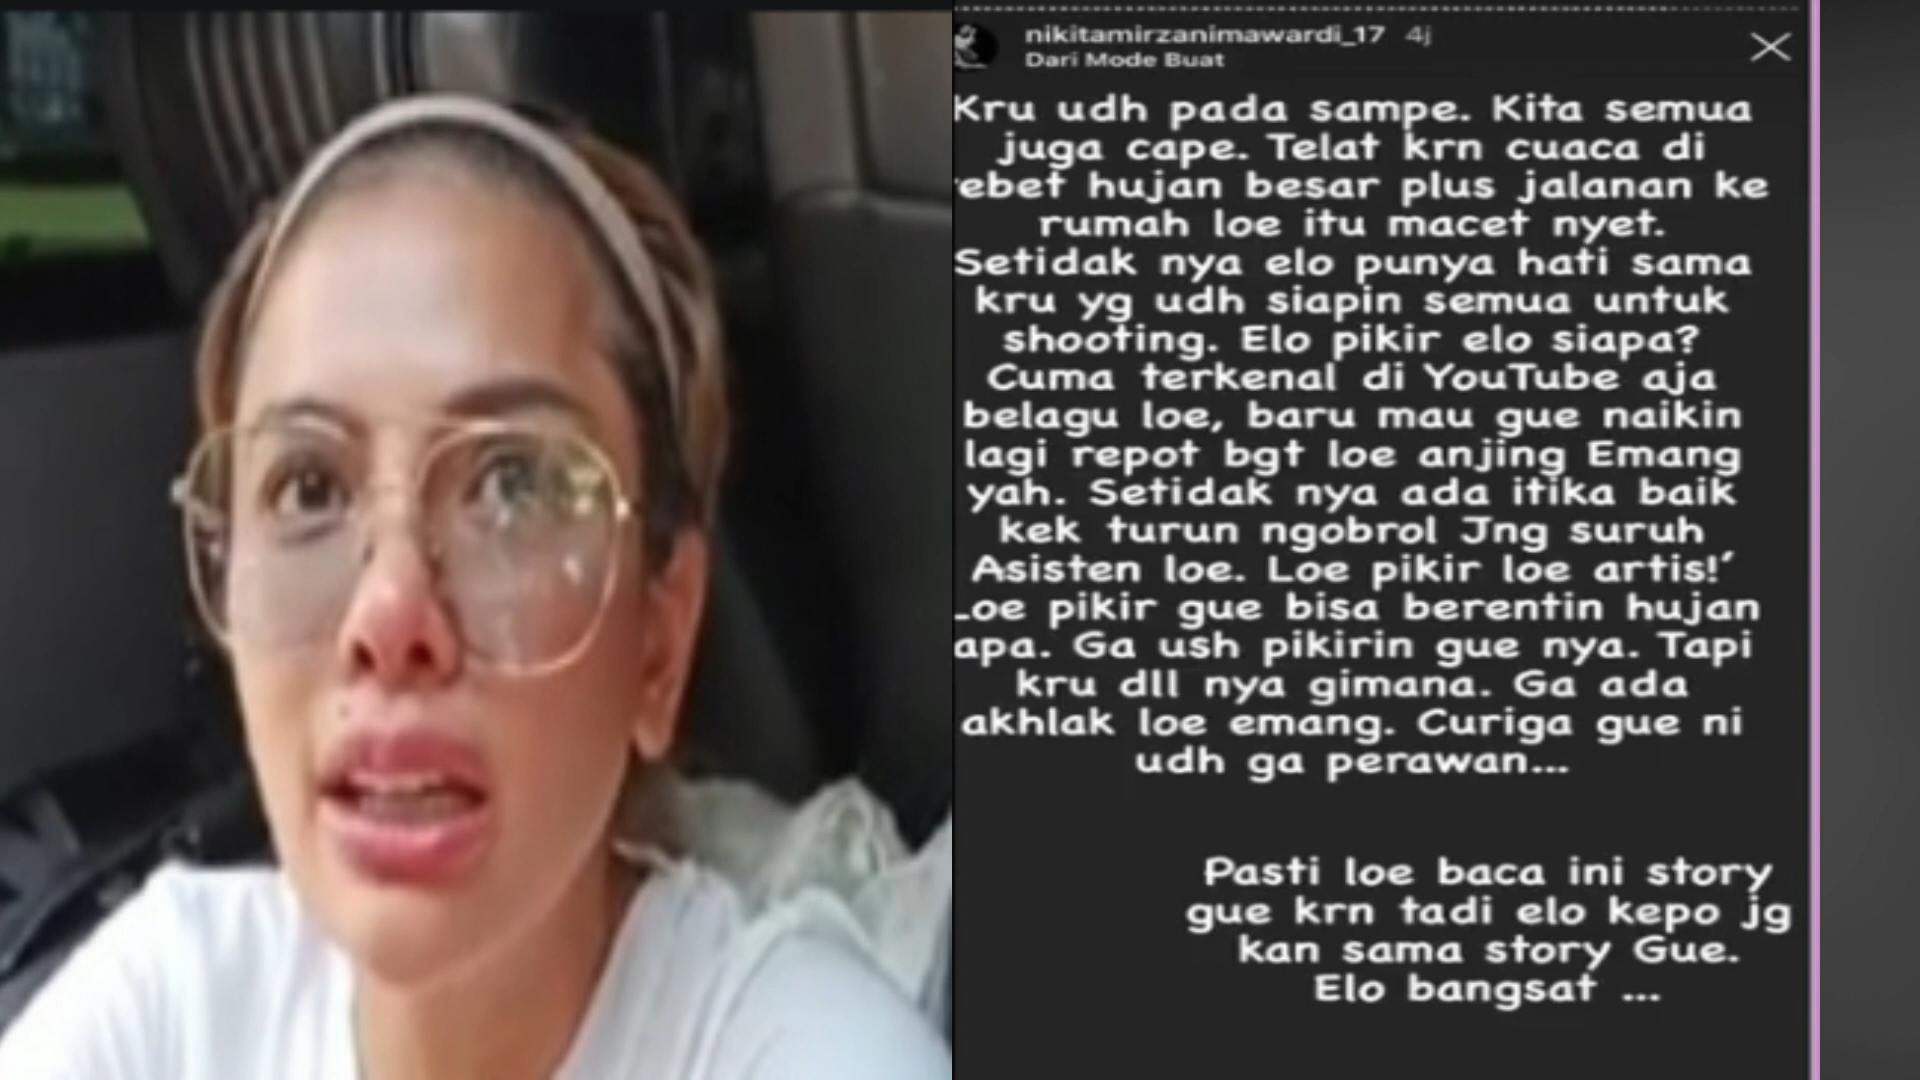 nikitamirzanimawardi_17 4j
Dari Mode Buat
Kru udh pada sampe. Kita semua
juga cape. Telat krn cuaca di
ebet hujan besar plus jalanan ke
rumah loe itu macet nyet.
Setidak nya elo punya hati sama
kru yg udh siapin semua untuk
shooting. Elo pikir elo siapa?
Cuma terkenal di YouTube aja
belagu loe, baru mau gue naikin
lagi repot bgt loe anjing Emang
yah. Setidak nya ada itika baik
kek turun ngobrol Jng suruh
Asisten loe. Loe pikir loe artis!'
Loe pikir gue bisa berentin hujan
apa. Ga ush pikirin gue nya. Tapi
kru dll nya gimana. Ga ada
akhlak loe emang. Curiga gue ni
udh ga perawan...
Pasti loe baca ini story
gue krn tadi elo kepo jg
kan sama story Gue.
Elo bangsat ...